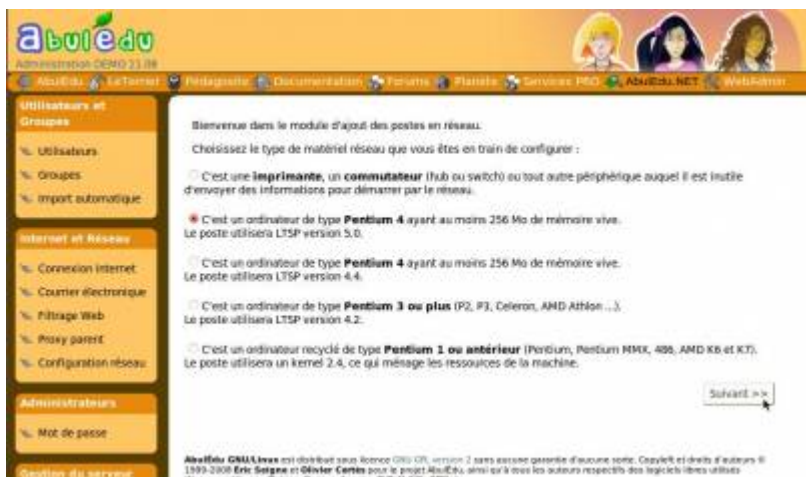 abulédu
Administration DEMO 21.08
AbulEdu LeTerrier Pédagosite Documentation Forums Planète Services PRO AbulEdu.NET WebAdmin
Utilisateurs et Groupes
Utilisateurs
Groupes
Import automatique
Internet et Réseau
Connexion internet
Courrier électronique
Filtrage Web
Proxy parent
Configuration réseau
Administrateurs
Mot de passe
Gestion du serveur
Bienvenue dans le module d'ajout des postes en réseau.
Choisissez le type de matériel réseau que vous êtes en train de configurer :
C'est une imprimante, un commutateur (hub ou switch) ou tout autre périphérique auquel il est inutile
d'envoyer des informations pour démarrer par le réseau.
C'est un ordinateur de type Pentium 4 ayant au moins 256 Mo de mémoire vive.
Le poste utilisera LTSP version 5.0.
C'est un ordinateur de type Pentium 4 ayant au moins 256 Mo de mémoire vive.
Le poste utilisera LTSP version 4.4.
C'est un ordinateur de type Pentium 3 ou plus (P2, P3, Celeron, AMD Athlon ...).
Le poste utilisera LTSP version 4.2.
C'est un ordinateur recyclé de type Pentium 1 ou antérieur (Pentium, Pentium MMX, 486, AMD K6 et K7).
Le poste utilisera un kernel 2.4, ce qui ménage les ressources de la machine.
Suivant >>
AbulEdu GNU/Linux est distribué sous licence GNU GPL version 2 sans aucune garantie d'aucune sorte. Copyleft et droits d'auteurs ©
1999-2008 Éric Seigne et Olivier Cortès pour le projet AbulEdu, ainsi qu'à tous les auteurs respectifs des logiciels libres utilisés